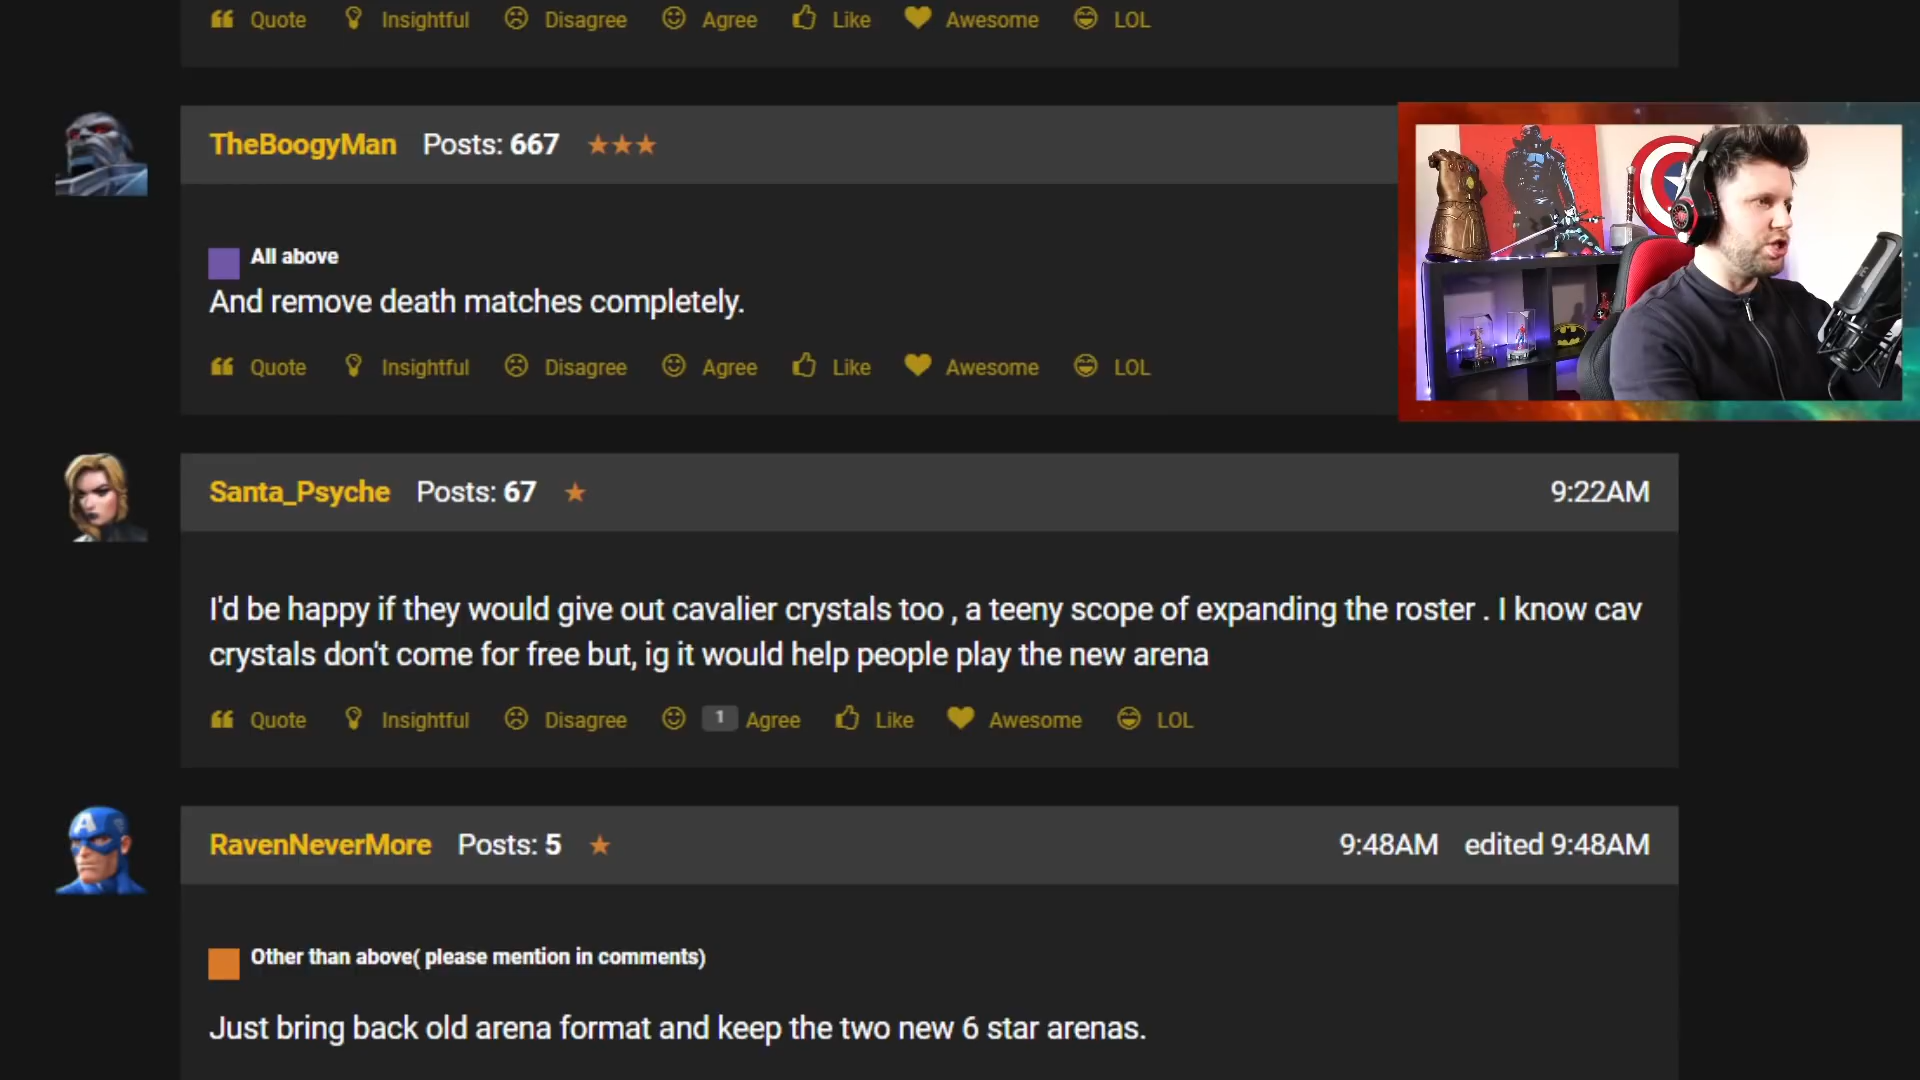 Quote Insightful Disagree Agree Like Awesome LOL
TheBoogyMan Posts: 667
All above
And remove death matches completely.
Quote Insightful Disagree Agree Like Awesome LOL
Santa_Psyche Posts: 67 9:22AM
I'd be happy if they would give out cavalier crystals too , a teeny scope of expanding the roster . I know cav
crystals don't come for free but, ig it would help people play the new arena
Quote Insightful Disagree 1 Agree Like Awesome LOL
RavenNeverMore Posts: 5 9:48AM edited 9:48AM
Other than above( please mention in comments)
Just bring back old arena format and keep the two new 6 star arenas.